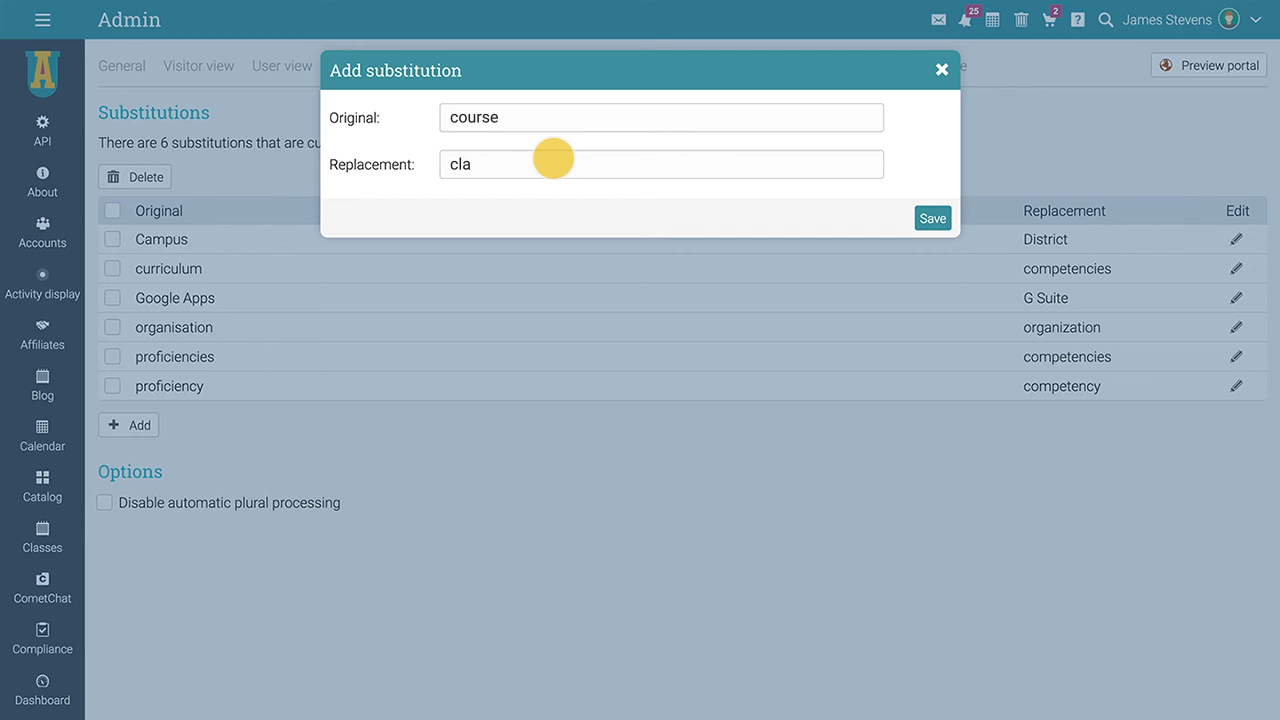 Admin
25
2
James Stevens
General Visitor view User view
Preview portal
Add substitution
Original: course
Replacement: cla
Save
Substitutions
There are 6 substitutions that are cu
Delete
Original Replacement Edit
Campus District
curriculum competencies
Google Apps G Suite
organisation organization
proficiencies competencies
proficiency competency
Add
Options
Disable automatic plural processing
A
API
About
Accounts
Activity display
Affiliates
Blog
Calendar
Catalog
Classes
CometChat
Compliance
Dashboard